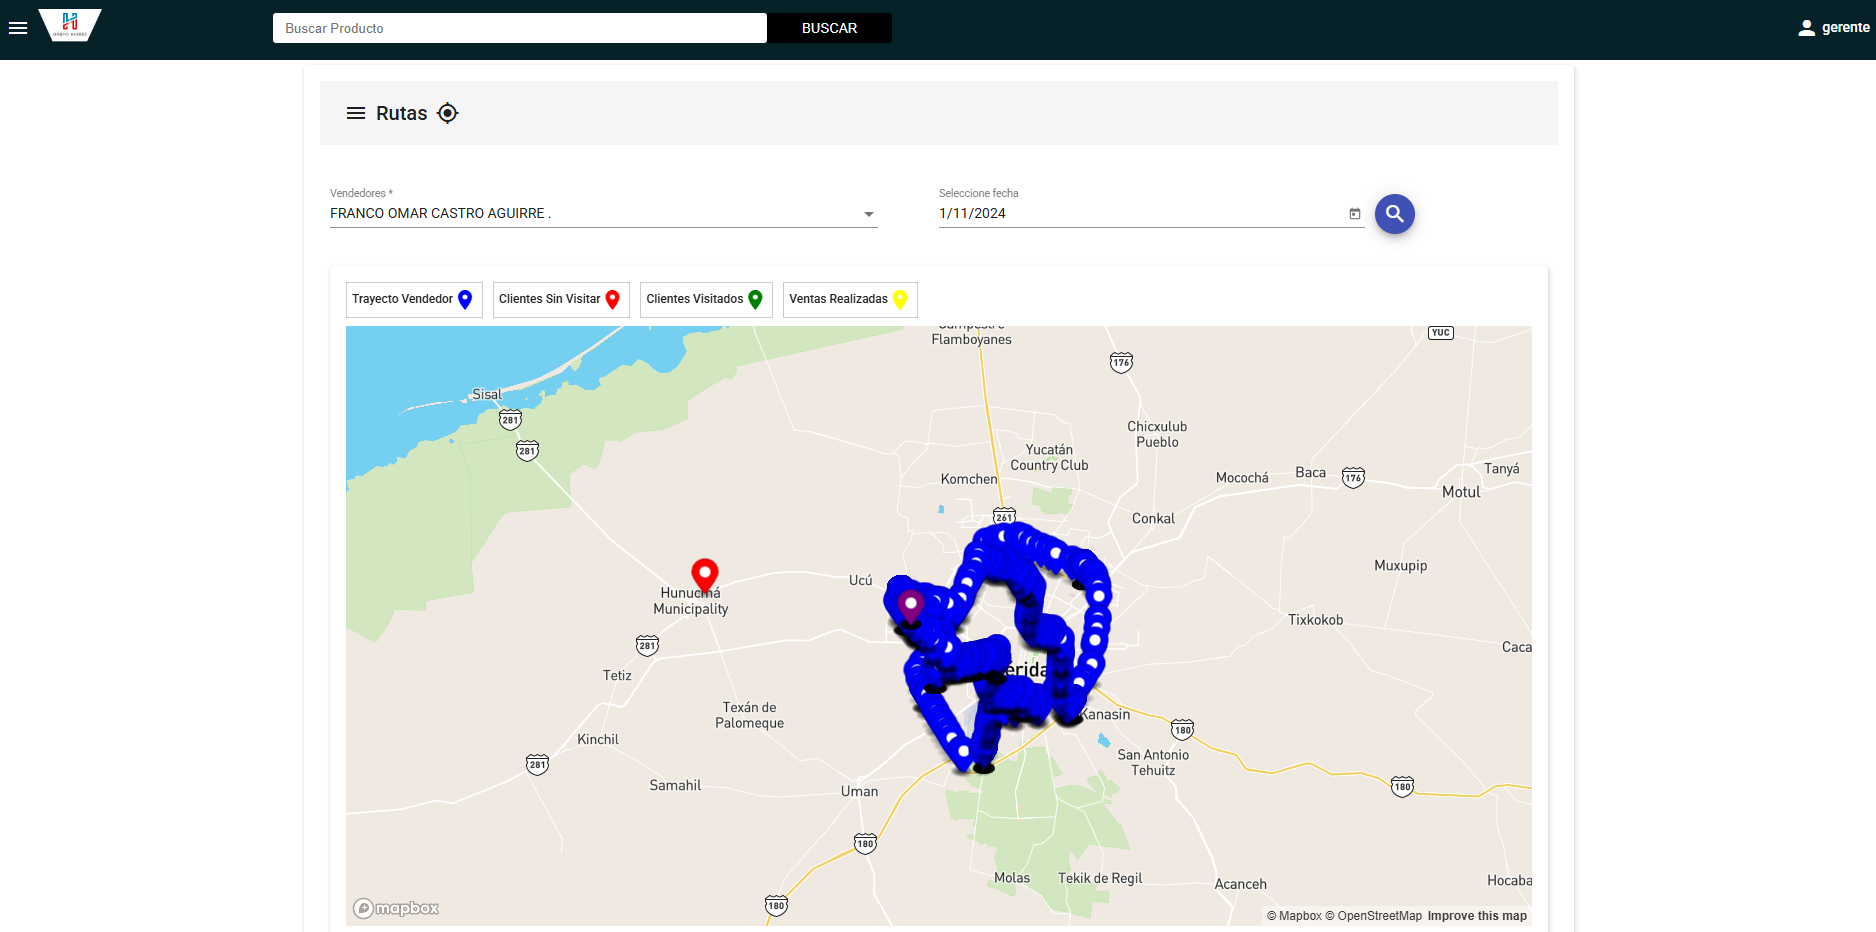 GRUPO HERMES
Buscar Producto
BUSCAR
gerente
Rutas
Vendedores *
FRANCO OMAR CASTRO AGUIRRE .
Seleccione fecha
1/11/2024
Trayecto Vendedor
Clientes Sin Visitar
Clientes Visitados
Ventas Realizadas
Flamboyanes
YUC
176
Sisal
281
281
Chicxulub
Pueblo
Yucatán
Country Club
Komchen
Mocochá
Baca
176
Tanyá
Motul
261
Conkal
Muxupip
Ucú
Hunucmá
Municipality
Tixkokob
281
Caca
érida
Tetiz
Texán de
Palomeque
Kanasin
180
Kinchil
San Antonio
Tehuitz
281
Samahil
Uman
180
180
Molas
Tekik de Regil
Acanceh
Hocaba
180
mapbox
© Mapbox © OpenStreetMap Improve this map